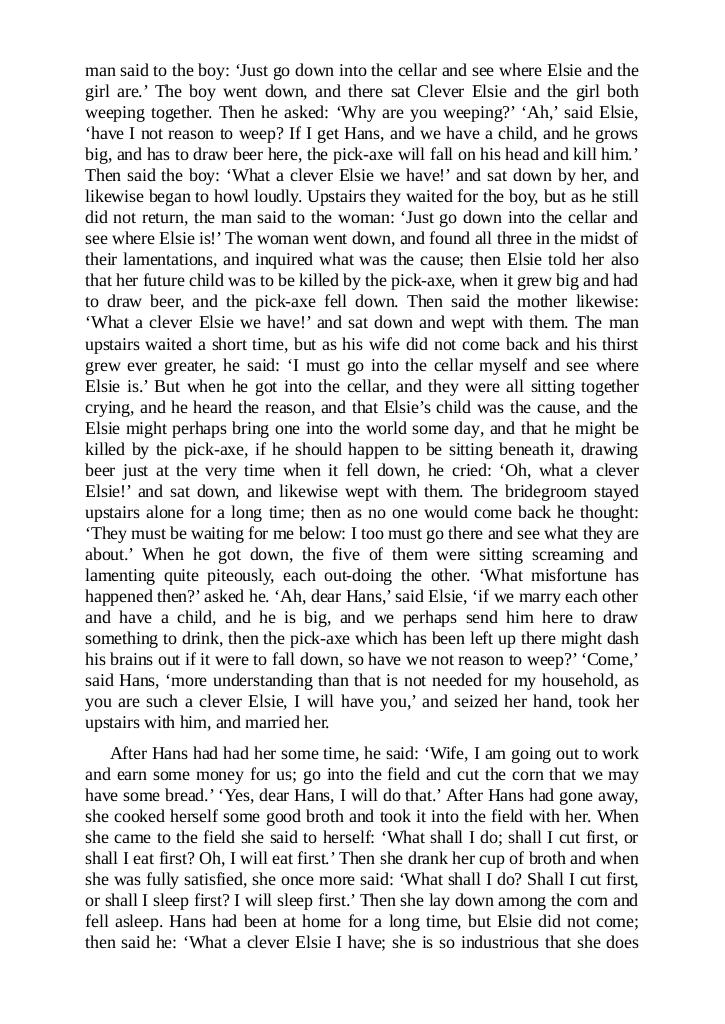 man said to the boy: ‘Just go down into the cellar and see where Elsie and the
girl are.’ The boy went down, and there sat Clever Elsie and the girl both
weeping together. Then he asked: ‘Why are you weeping?’ ‘Ah,’ said Elsie,
‘have I not reason to weep? If I get Hans, and we have a child, and he grows
big, and has to draw beer here, the pick-axe will fall on his head and kill him.’
Then said the boy: ‘What a clever Elsie we have!’ and sat down by her, and
likewise began to howl loudly. Upstairs they waited for the boy, but as he still
did not return, the man said to the woman: ‘Just go down into the cellar and
see where Elsie is!’ The woman went down, and found all three in the midst of
their lamentations, and inquired what was the cause; then Elsie told her also
that her future child was to be killed by the pick-axe, when it grew big and had
to draw beer, and the pick-axe fell down. Then said the mother likewise:
‘What a clever Elsie we have!’ and sat down and wept with them. The man
upstairs waited a short time, but as his wife did not come back and his thirst
grew ever greater, he said: ‘I must go into the cellar myself and see where
Elsie is.’ But when he got into the cellar, and they were all sitting together
crying, and he heard the reason, and that Elsie’s child was the cause, and the
Elsie might perhaps bring one into the world some day, and that he might be
killed by the pick-axe, if he should happen to be sitting beneath it, drawing
beer just at the very time when it fell down, he cried: ‘Oh, what a clever
Elsie!’ and sat down, and likewise wept with them. The bridegroom stayed
upstairs alone for a long time; then as no one would come back he thought:
‘They must be waiting for me below: I too must go there and see what they are
about.’ When he got down, the five of them were sitting screaming and
lamenting quite piteously, each out-doing the other. ‘What misfortune has
happened then?’ asked he. ‘Ah, dear Hans,’ said Elsie, ‘if we marry each other
and have a child, and he is big, and we perhaps send him here to draw
something to drink, then the pick-axe which has been left up there might dash
his brains out if it were to fall down, so have we not reason to weep?’ ‘Come,’
said Hans, ‘more understanding than that is not needed for my household, as
you are such a clever Elsie, I will have you,’ and seized her hand, took her
upstairs with him, and married her.
After Hans had had her some time, he said: ‘Wife, I am going out to work
and earn some money for us; go into the field and cut the corn that we may
have some bread.’ ‘Yes, dear Hans, I will do that.’ After Hans had gone away,
she cooked herself some good broth and took it into the field with her. When
she came to the field she said to herself: ‘What shall I do; shall I cut first, or
shall I eat first? Oh, I will eat first.’ Then she drank her cup of broth and when
she was fully satisfied, she once more said: ‘What shall I do? Shall I cut first,
or shall I sleep first? I will sleep first.’ Then she lay down among the corn and
fell asleep. Hans had been at home for a long time, but Elsie did not come;
then said he: ‘What a clever Elsie I have; she is so industrious that she does